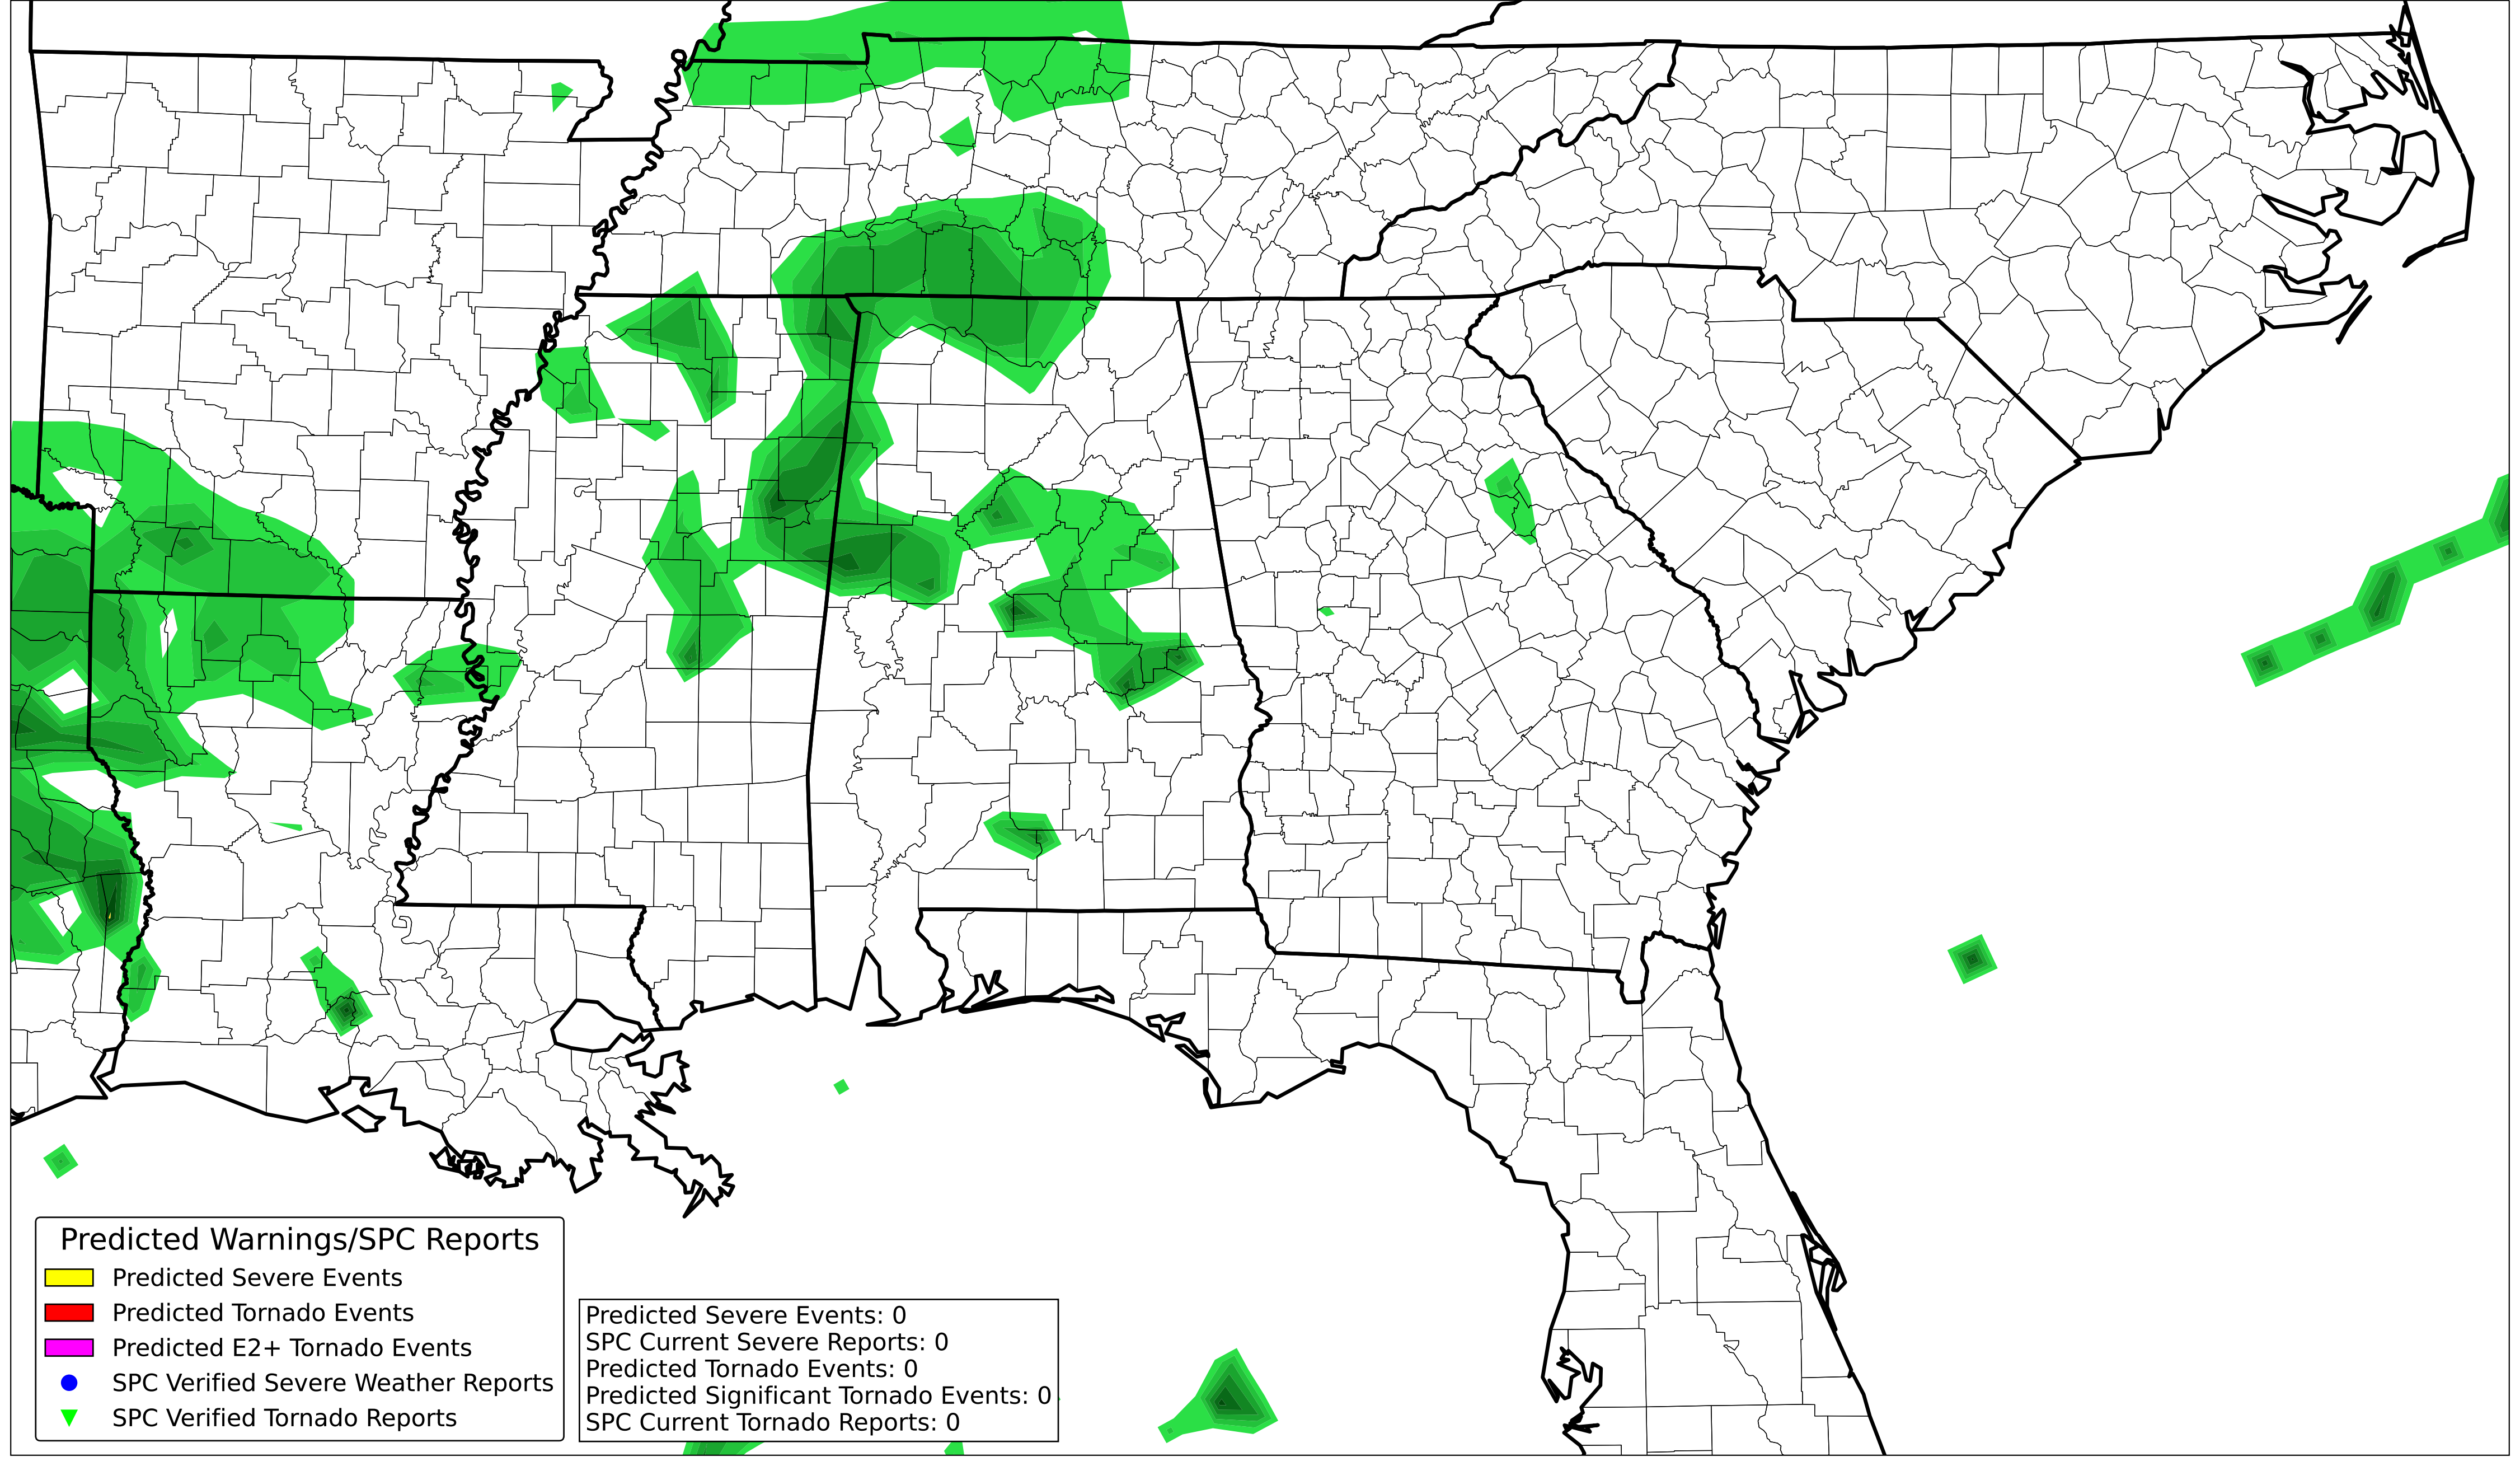 Predicted Warnings/SPC Reports
Predicted Severe Events
Predicted Tornado Events
Predicted E2+ Tornado Events
SPC Verified Severe Weather Reports
SPC Verified Tornado Reports
Predicted Severe Events: 0
SPC Current Severe Reports: 0
Predicted Tornado Events: 0
Predicted Significant Tornado Events: 0
SPC Current Tornado Reports: 0